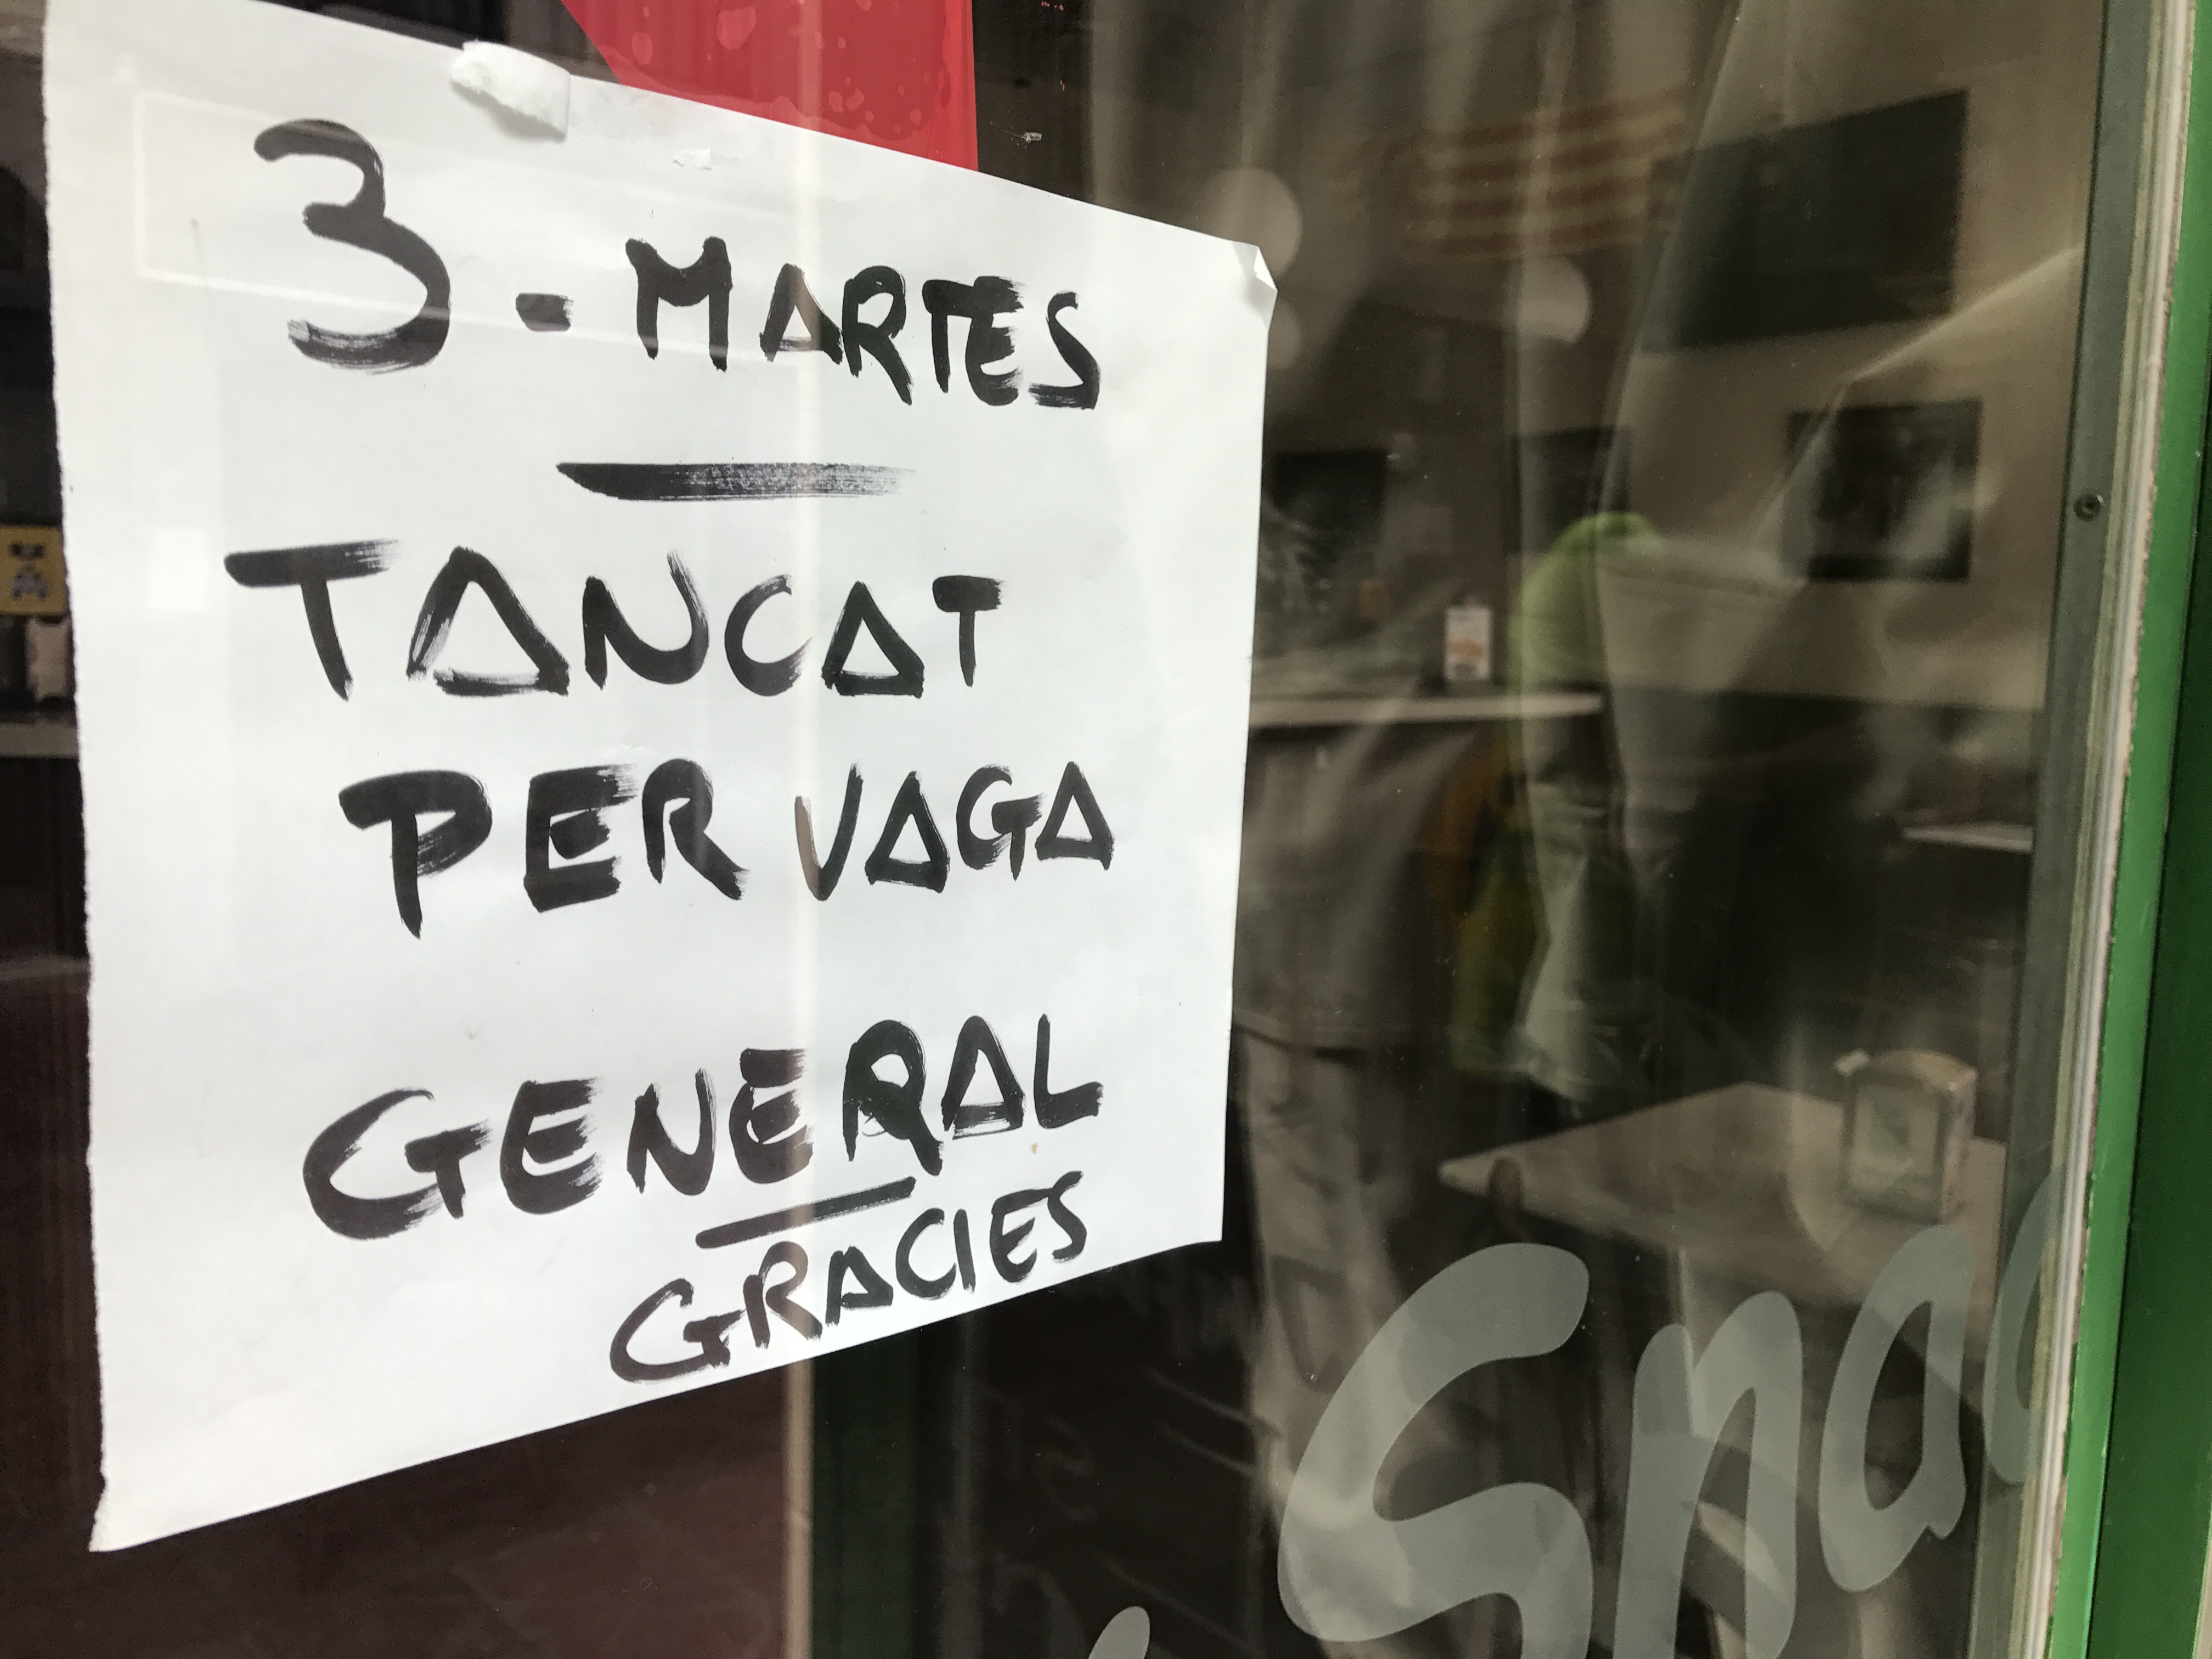 3 - MARTES
TANCAT
PER VAGA
GENERAL
GRACIES